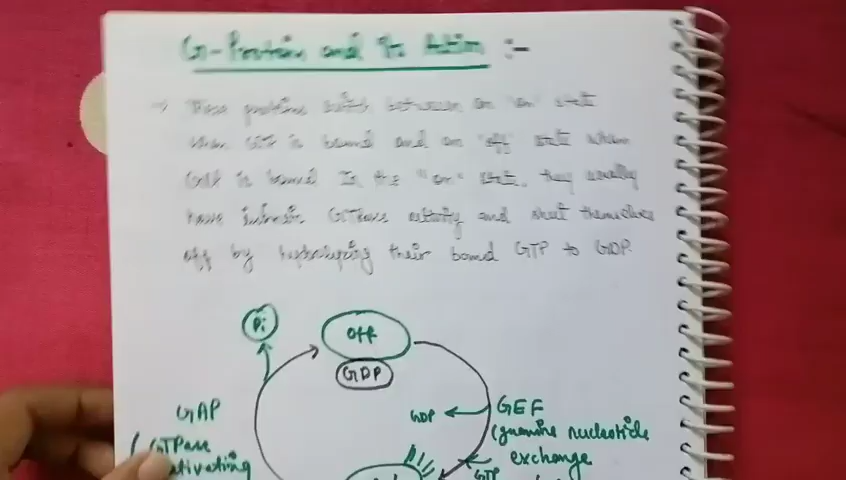 G-Protein and Its Action :-
→ These proteins switch between an "on" state
when GTP is bound and an "off" state when
GDP is bound In the "on" state, they usually
have intrinsic GTPase activity and shut themselves
off by hydrolyzing their bound GTP to GDP.
Pi
Off
GDP
GAP
(GTPase
activating
GDP
GEF
(guanine nucleotide
exchange
GTP